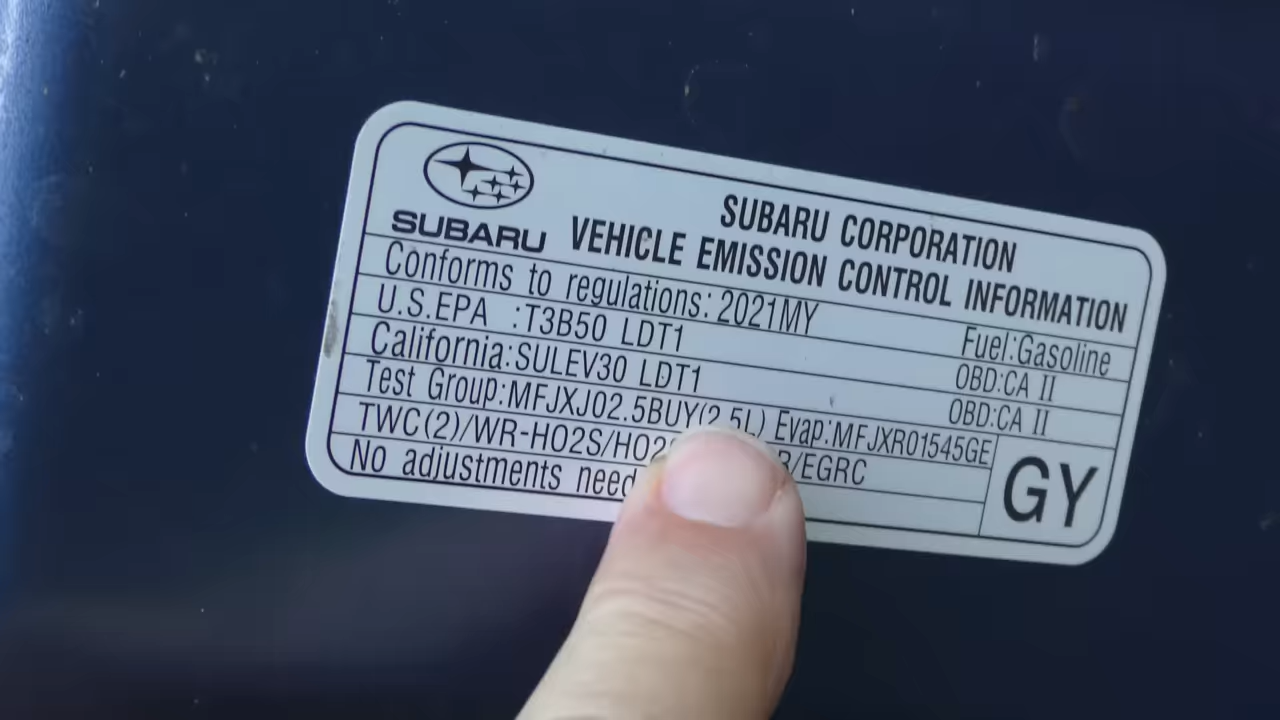 SUBARU CORPORATION
SUBARU VEHICLE EMISSION CONTROL INFORMATION
Conforms to regulations: 2021MY Fuel:Gasoline
U.S.EPA :T3B50 LDT1 OBD:CA II
California:SULEV30 LDT1 OBD:CA II
Test Group:MFJXJ02.5BUY(2.5L) Evap:MFJXR01545GE
TWC(2)/WR-HO2S/ /EGRC
No adjustments
GY